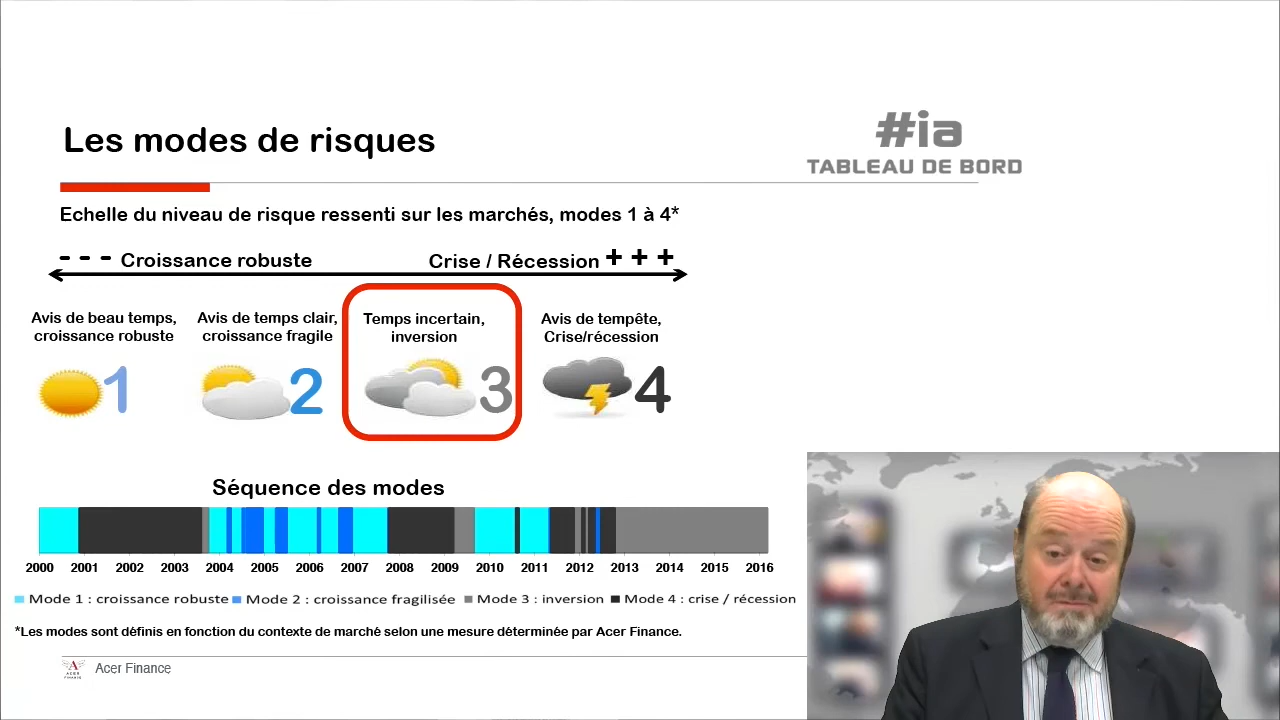 Les modes de risques
#ia
TABLEAU DE BORD
Echelle du niveau de risque ressenti sur les marchés, modes 1 à 4*
- - - Croissance robuste
Crise / Récession + + +
Avis de beau temps,
croissance robuste
1
Avis de temps clair,
croissance fragile
2
Temps incertain,
inversion
3
Avis de tempête,
Crise/récession
4
Séquence des modes
2000 2001 2002 2003 2004 2005 2006 2007 2008 2009 2010 2011 2012 2013 2014 2015 2016
Mode 1 : croissance robuste Mode 2 : croissance fragilisée Mode 3 : inversion Mode 4 : crise / récession
*Les modes sont définis en fonction du contexte de marché selon une mesure déterminée par Acer Finance.
A
ACER
FINANCE
Acer Finance